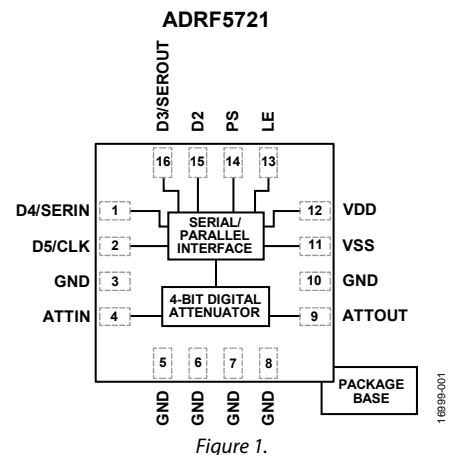 ADRF5721
D3/SEROUT
D2
PS
LE
16
15
14
13
D4/SERIN
1
SERIAL/
PARALLEL
INTERFACE
12
VDD
D5/CLK
2
11
VSS
GND
3
10
GND
4-BIT DIGITAL
ATTENUATOR
ATTIN
4
9
ATTOUT
5
6
7
8
GND
GND
GND
GND
PACKAGE
BASE
16999-001
Figure 1.